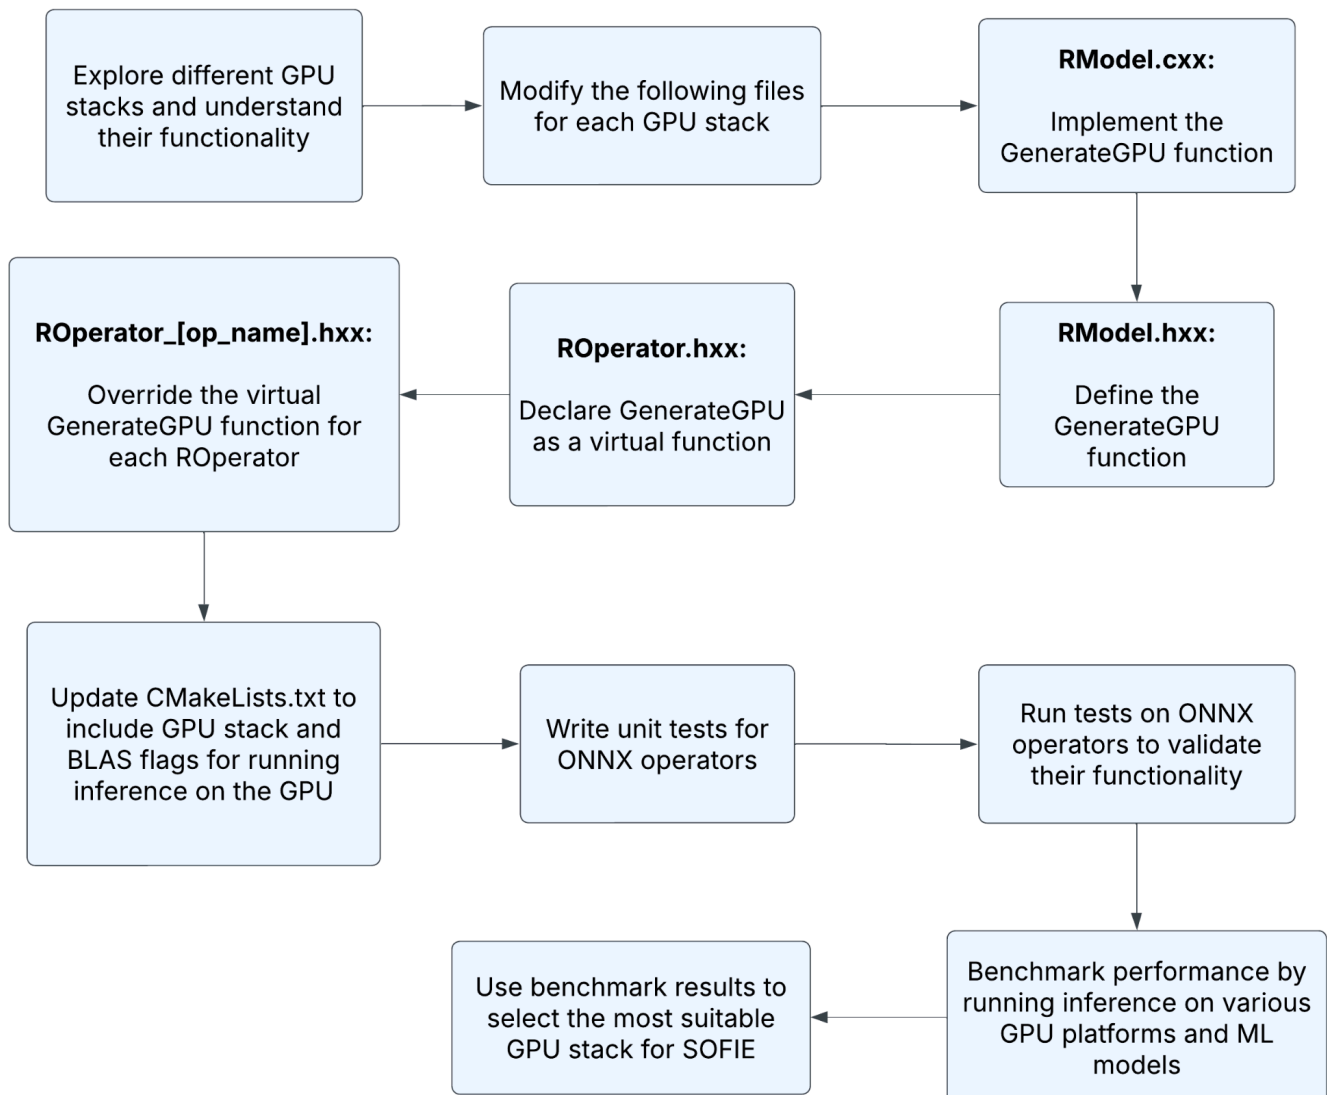 Explore different GPU
stacks and understand
their functionality
Modify the following files
for each GPU stack
RModel.cxx:
Implement the
GenerateGPU function
RModel.hxx:
Define the
GenerateGPU
function
ROperator.hxx:
Declare GenerateGPU
as a virtual function
ROperator_[op_name].hxx:
Override the virtual
GenerateGPU function for
each ROperator
Update CMakeLists.txt to
include GPU stack and
BLAS flags for running
inference on the GPU
Write unit tests for
ONNX operators
Run tests on ONNX
operators to validate
their functionality
Benchmark performance by
running inference on various
GPU platforms and ML
models
Use benchmark results to
select the most suitable
GPU stack for SOFIE